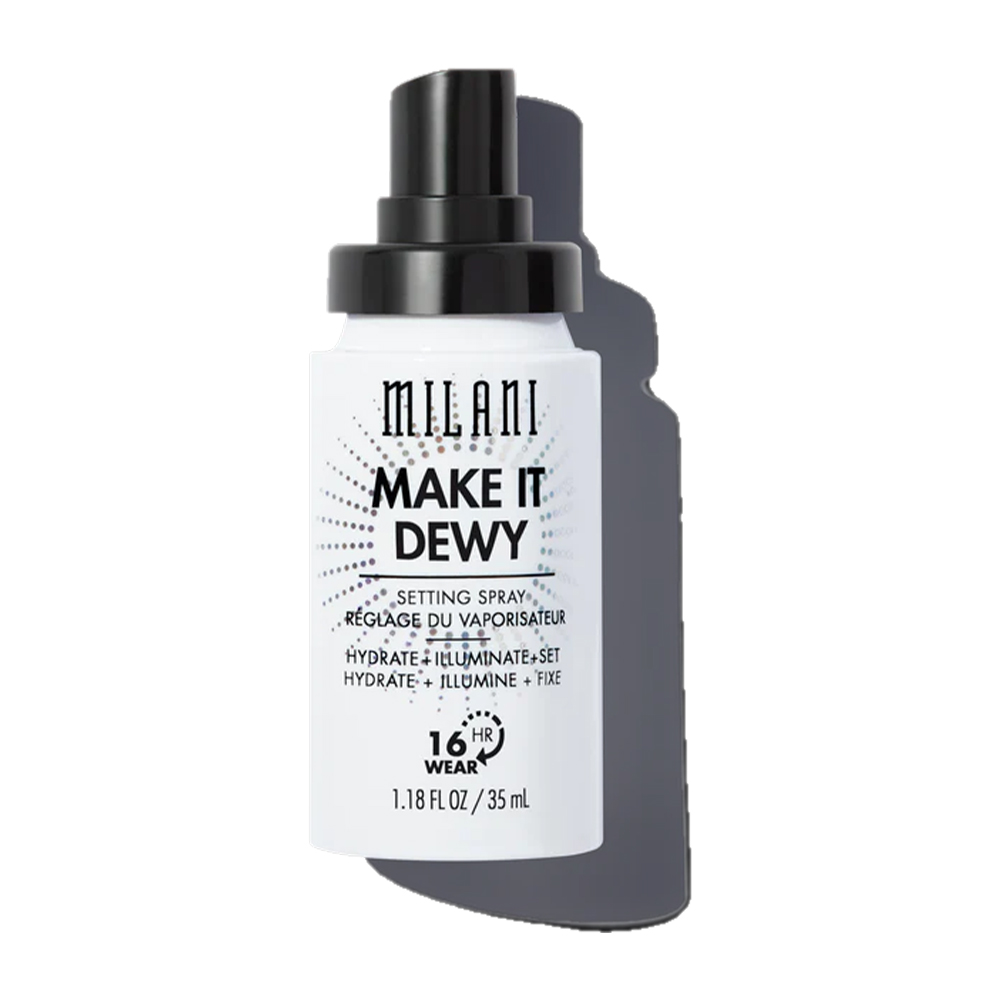 MILANI
MAKE IT
DEWY
SETTING SPRAY
RÉGLAGE DU VAPORISATEUR
HYDRATE+ILLUMINATE+SET
HYDRATE + ILLUMINE + FIXE
16 HR
WEAR
1.18 FL OZ / 35 mL